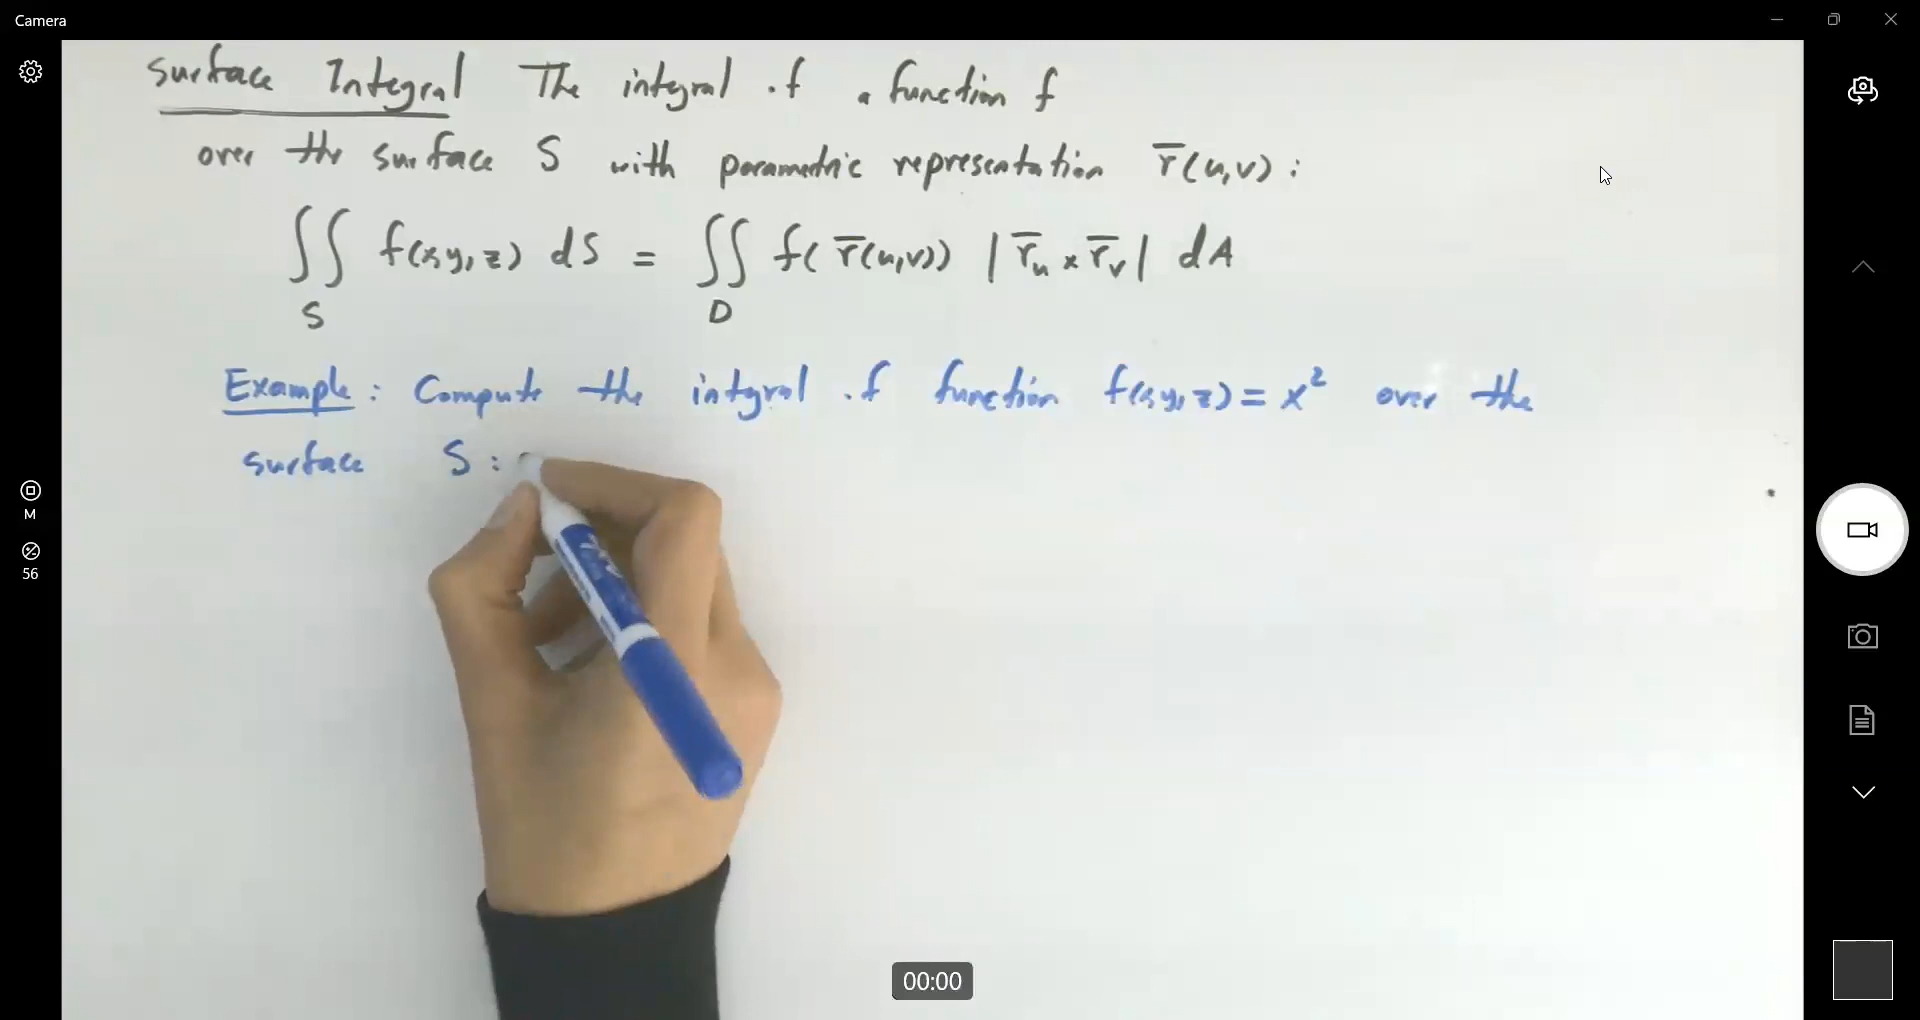 Camera
Surface Integral The integral of a function f
over the surface S with parametric representation r̅(u,v) :
∬ f(x,y,z) dS = ∬ f( r̅(u,v)) | r̅ᵤ × r̅ᵥ | dA
S D
Example : Compute the integral of function f(x,y,z) = x² over the
surface S :
M
56
00:00